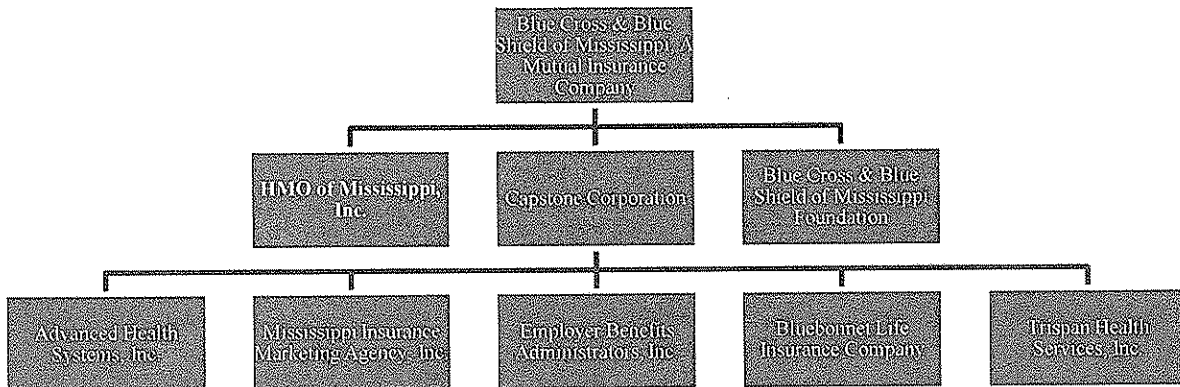 Blue Cross & Blue
Shield of Mississippi, A
Mutual Insurance
Company
HMO of Mississippi,
Inc.
Capstone Corporation
Blue Cross & Blue
Shield of Mississippi
Foundation
Advanced Health
Systems, Inc.
Mississippi Insurance
Marketing Agency, Inc.
Employer Benefits
Administrators, Inc.
Bluebonnet Life
Insurance Company
Trispan Health
Services, Inc.